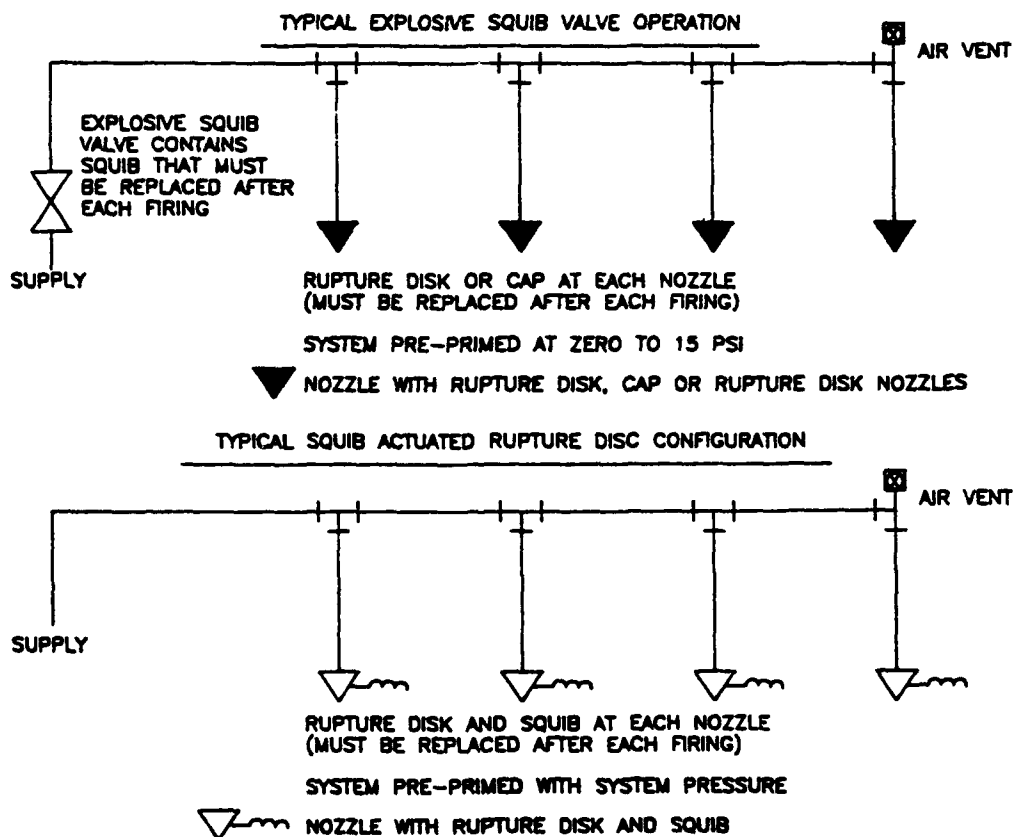 TYPICAL EXPLOSIVE SQUIB VALVE OPERATION
AIR VENT
EXPLOSIVE SQUIB
VALVE CONTAINS
SQUIB THAT MUST
BE REPLACED AFTER
EACH FIRING
SUPPLY
RUPTURE DISK OR CAP AT EACH NOZZLE
(MUST BE REPLACED AFTER EACH FIRING)
SYSTEM PRE-PRIMED AT ZERO TO 15 PSI
NOZZLE WITH RUPTURE DISK, CAP OR RUPTURE DISK NOZZLES
TYPICAL SQUIB ACTUATED RUPTURE DISC CONFIGURATION
AIR VENT
SUPPLY
RUPTURE DISK AND SQUIB AT EACH NOZZLE
(MUST BE REPLACED AFTER EACH FIRING)
SYSTEM PRE-PRIMED WITH SYSTEM PRESSURE
NOZZLE WITH RUPTURE DISK AND SQUIB